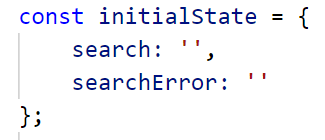 const initialState = {
    search: '',
    searchError: ''
};